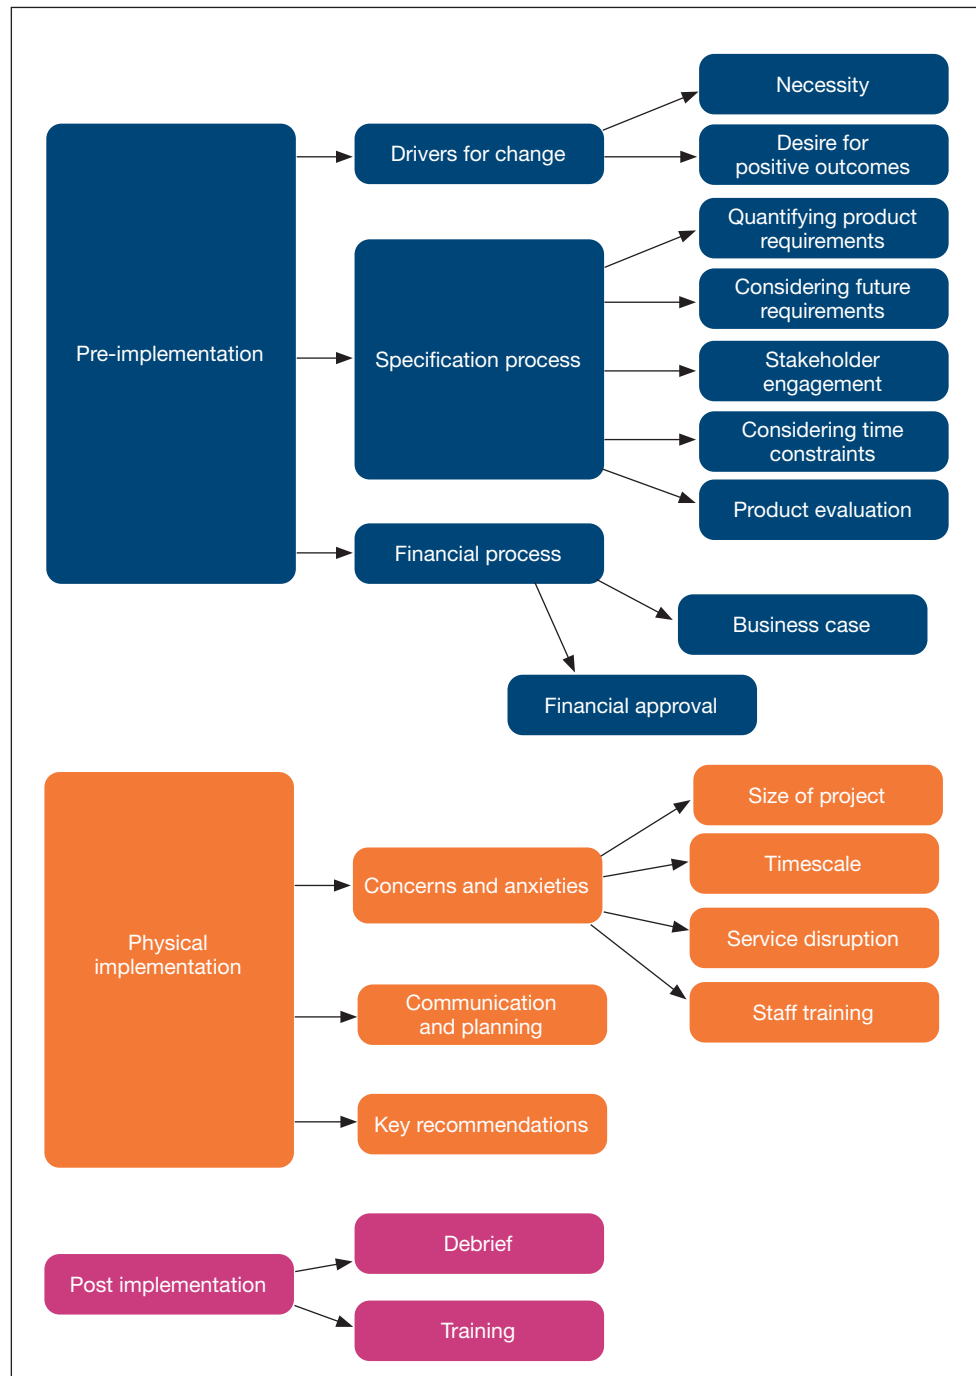 Pre-implementation
Drivers for change
Necessity
Desire for
positive outcomes
Specification process
Quantifying product
requirements
Considering future
requirements
Stakeholder
engagement
Considering time
constraints
Product evaluation
Financial process
Business case
Financial approval
Physical
implementation
Concerns and anxieties
Size of project
Timescale
Service disruption
Staff training
Communication
and planning
Key recommendations
Post implementation
Debrief
Training